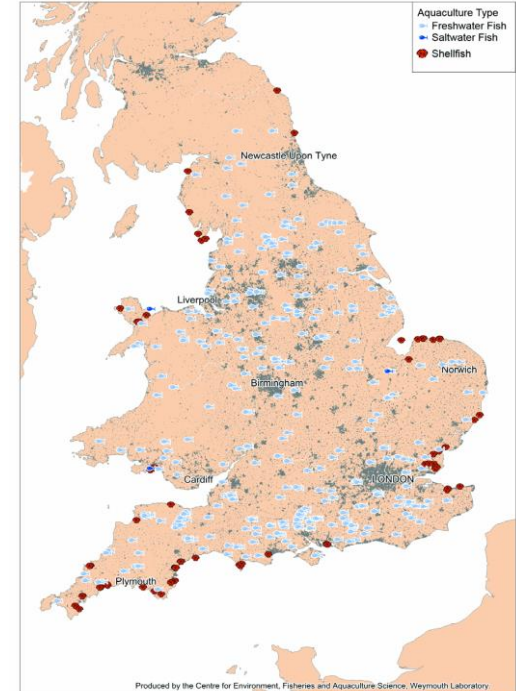 Aquaculture Type
Freshwater Fish
Saltwater Fish
Shellfish
Newcastle Upon Tyne
Liverpool
Norwich
Birmingham
Cardiff
LONDON
Plymouth
Produced by the Centre for Environment, Fisheries and Aquaculture Science, Weymouth Laboratory